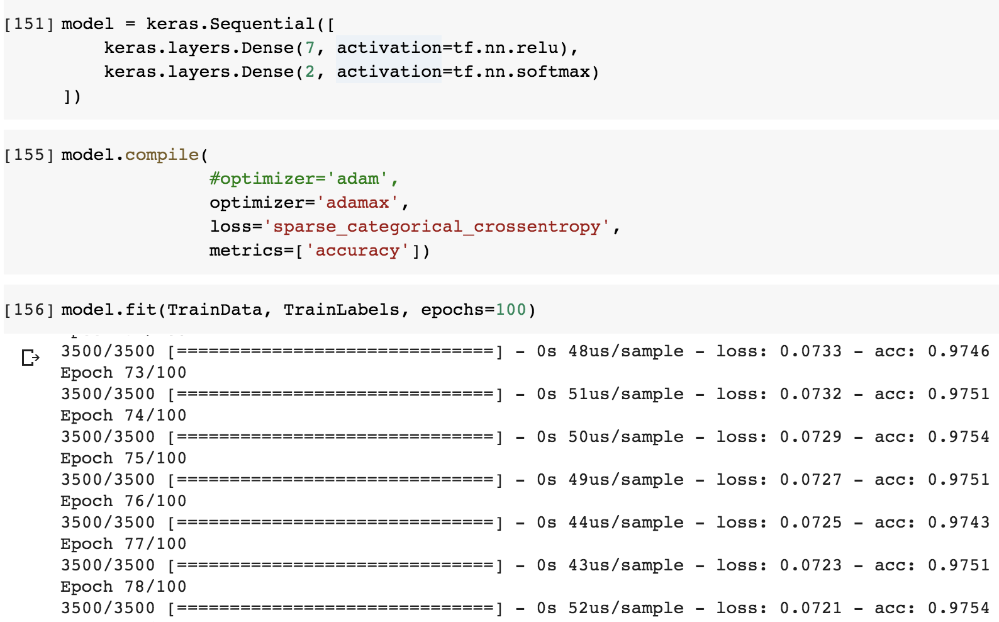 [151] model = keras.Sequential([
keras.layers.Dense(7, activation=tf.nn.relu),
keras.layers.Dense(2, activation=tf.nn.softmax)
])
[155] model.compile(
#optimizer='adam',
optimizer='adamax',
loss='sparse_categorical_crossentropy',
metrics=['accuracy'])
[156] model.fit(TrainData, TrainLabels, epochs=100)
3500/3500 [==============================] - 0s 48us/sample - loss: 0.0733 - acc: 0.9746
Epoch 73/100
3500/3500 [==============================] - 0s 51us/sample - loss: 0.0732 - acc: 0.9751
Epoch 74/100
3500/3500 [==============================] - 0s 50us/sample - loss: 0.0729 - acc: 0.9754
Epoch 75/100
3500/3500 [==============================] - 0s 49us/sample - loss: 0.0727 - acc: 0.9751
Epoch 76/100
3500/3500 [==============================] - 0s 44us/sample - loss: 0.0725 - acc: 0.9743
Epoch 77/100
3500/3500 [==============================] - 0s 43us/sample - loss: 0.0723 - acc: 0.9751
Epoch 78/100
3500/3500 [==============================] - 0s 52us/sample - loss: 0.0721 - acc: 0.9754